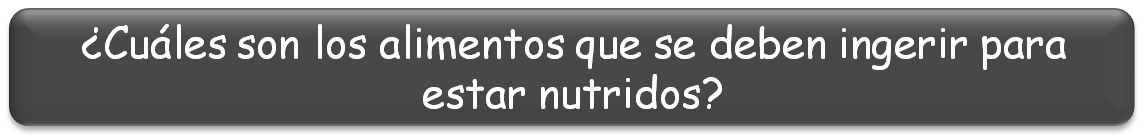 ¿Cuáles son los alimentos que se deben ingerir para
estar nutridos?